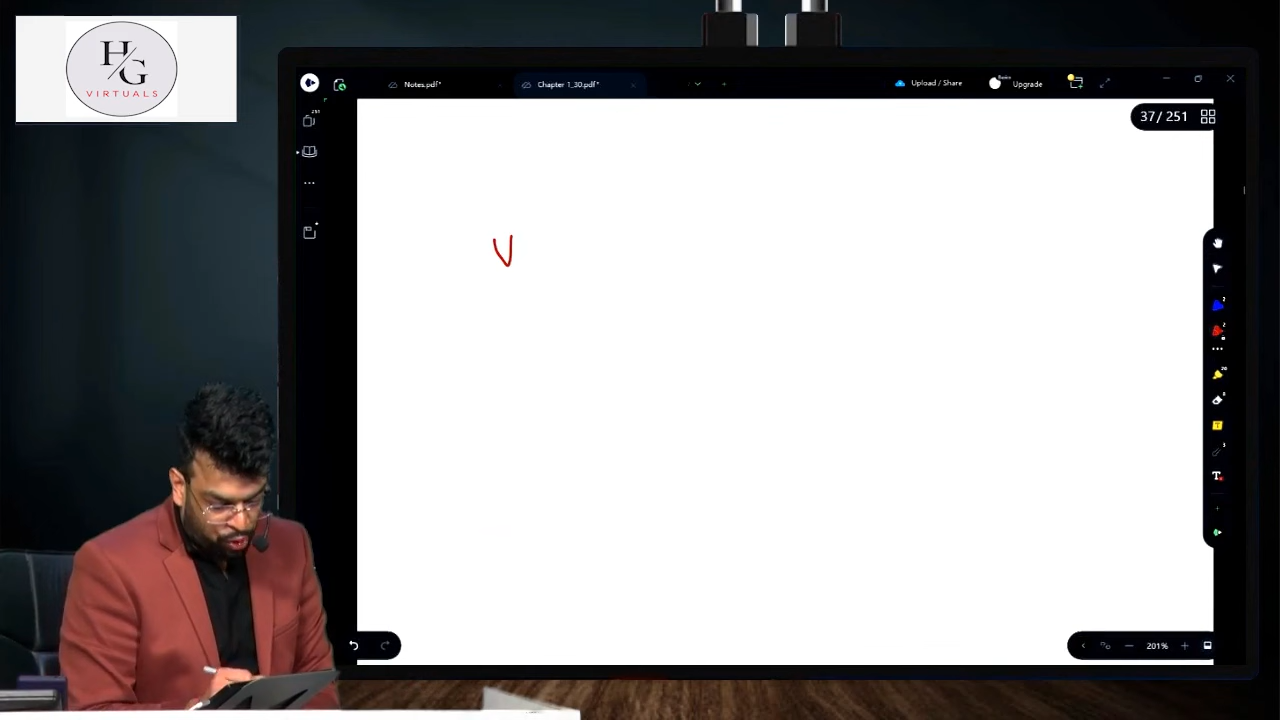 H/G
VIRTUALS
Notes.pdf*
Chapter 1_30.pdf*
Upload / Share
Upgrade
37/ 251
V
201%